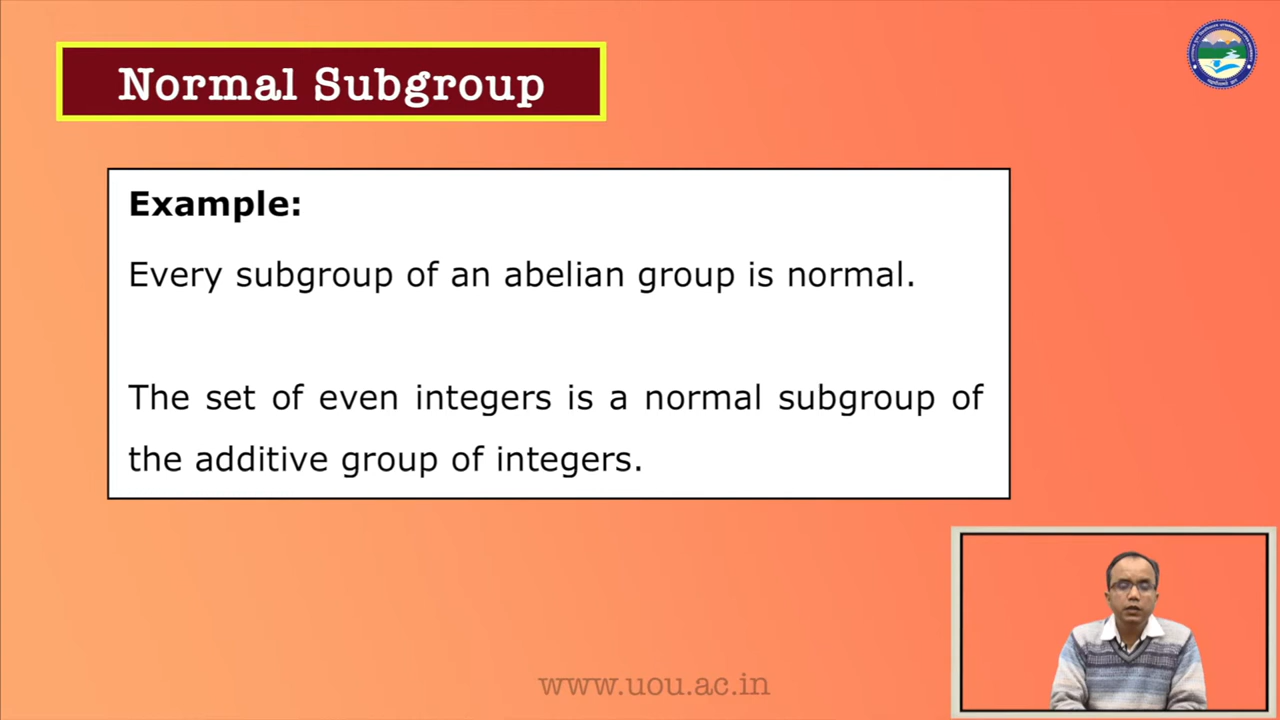 Normal Subgroup
Example:
Every subgroup of an abelian group is normal.
The set of even integers is a normal subgroup of
the additive group of integers.
www.uou.ac.in